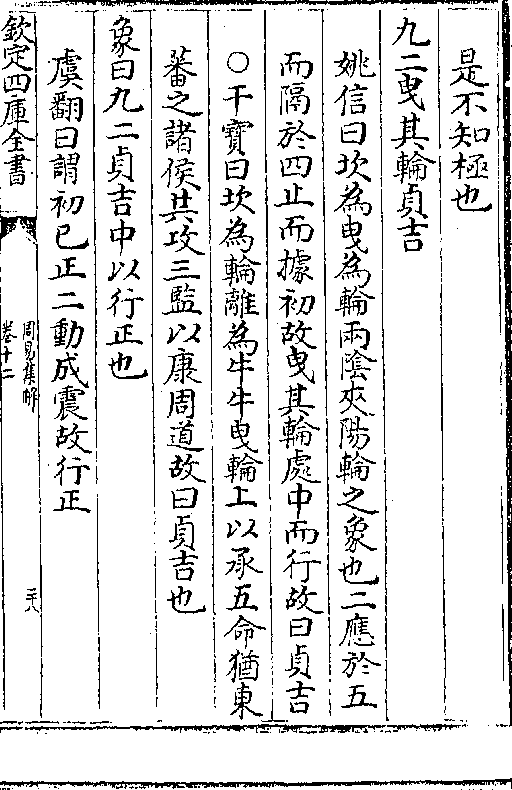 是不知極也
九二曳其輪貞吉
姚信曰坎為曳為輪兩陰夾陽輪之象也二應於五
而隔於四止而據初故曳其輪處中而行故曰貞吉
○干寶曰坎為輪離為牛牛曳輪上以承五命猶東
蕃之諸侯共攻三監以康周道故曰貞吉也
象曰九二貞吉中以行正也
虞翻曰謂初已正二動成震故行正
欽定四庫全書
周易集解
卷十二
二十八